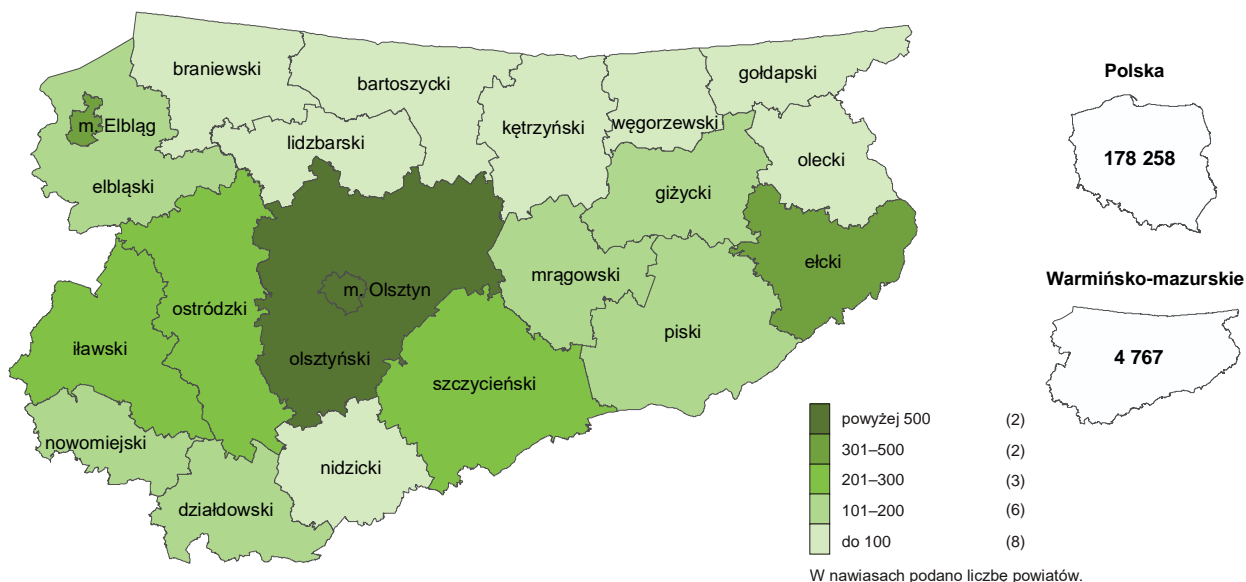 braniewski
bartoszycki
gołdapski
m. Elbląg
lidzbarski
kętrzyński
węgorzewski
olecki
elbląski
giżycki
ełcki
mrągowski
m. Olsztyn
ostródzki
piski
iławski
olsztyński
szczycieński
nowomiejski
nidzicki
działdowski
Polska
178 258
Warmińsko-mazurskie
4 767
powyżej 500 (2)
301–500 (2)
201–300 (3)
101–200 (6)
do 100 (8)
W nawiasach podano liczbę powiatów.